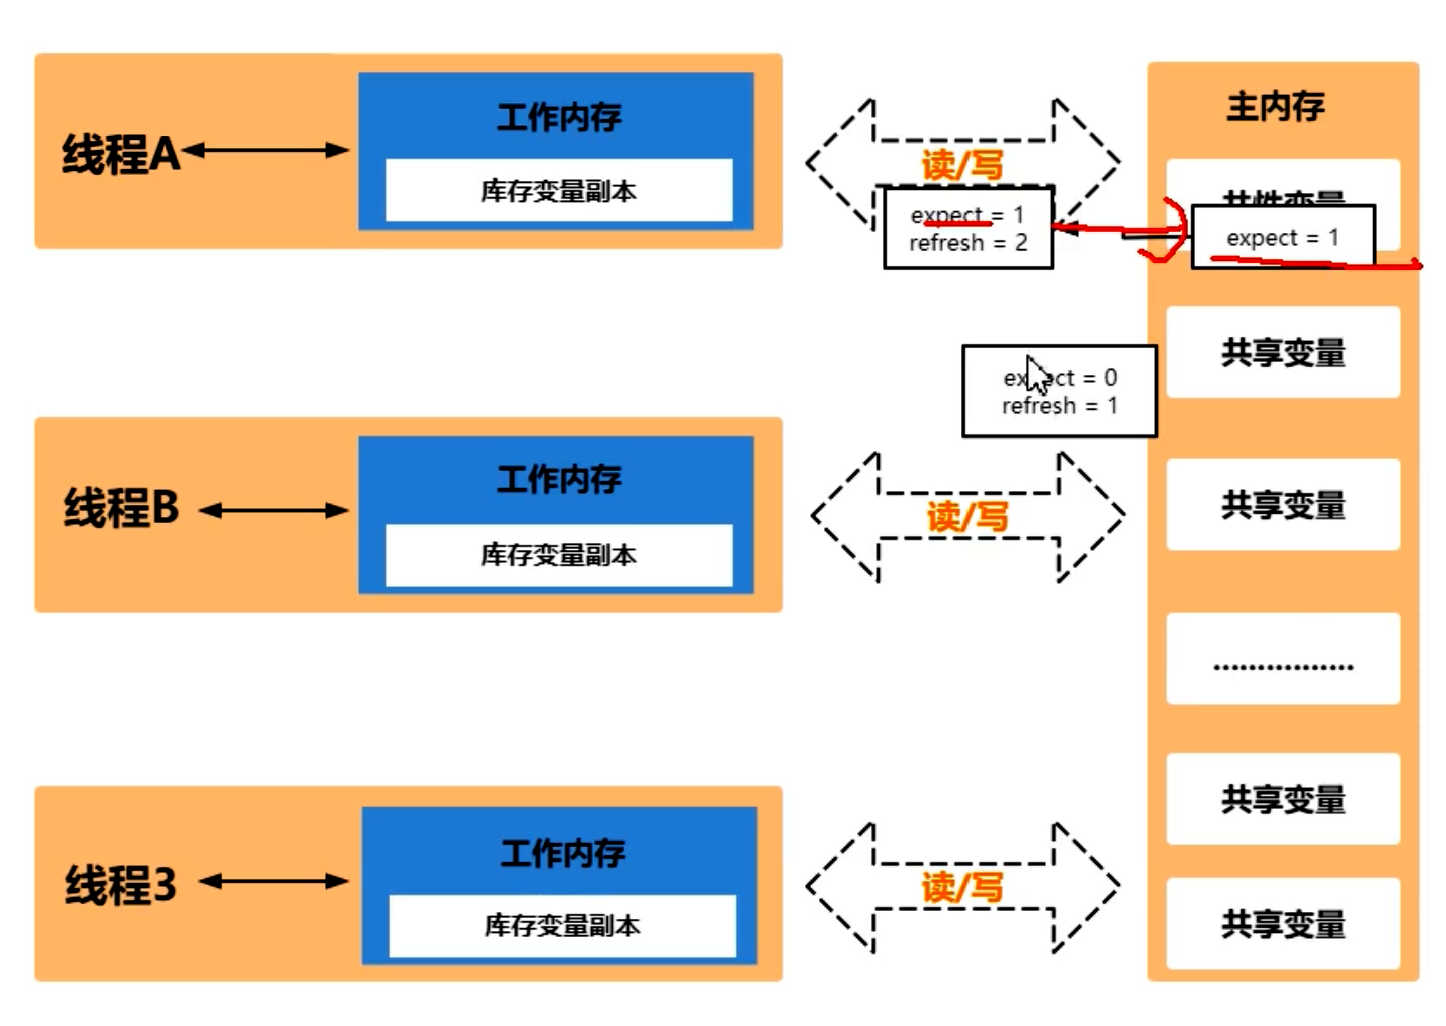 线程A
工作内存
库存变量副本
读/写
expect = 1
refresh = 2
主内存
expect = 1
共享变量
expect = 0
refresh = 1
线程B
工作内存
库存变量副本
读/写
共享变量
................
线程3
工作内存
库存变量副本
读/写
共享变量
共享变量